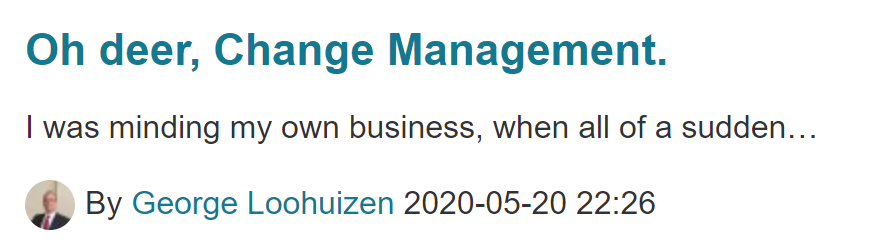 Oh deer, Change Management.
I was minding my own business, when all of a sudden…
By George Loohuizen 2020-05-20 22:26